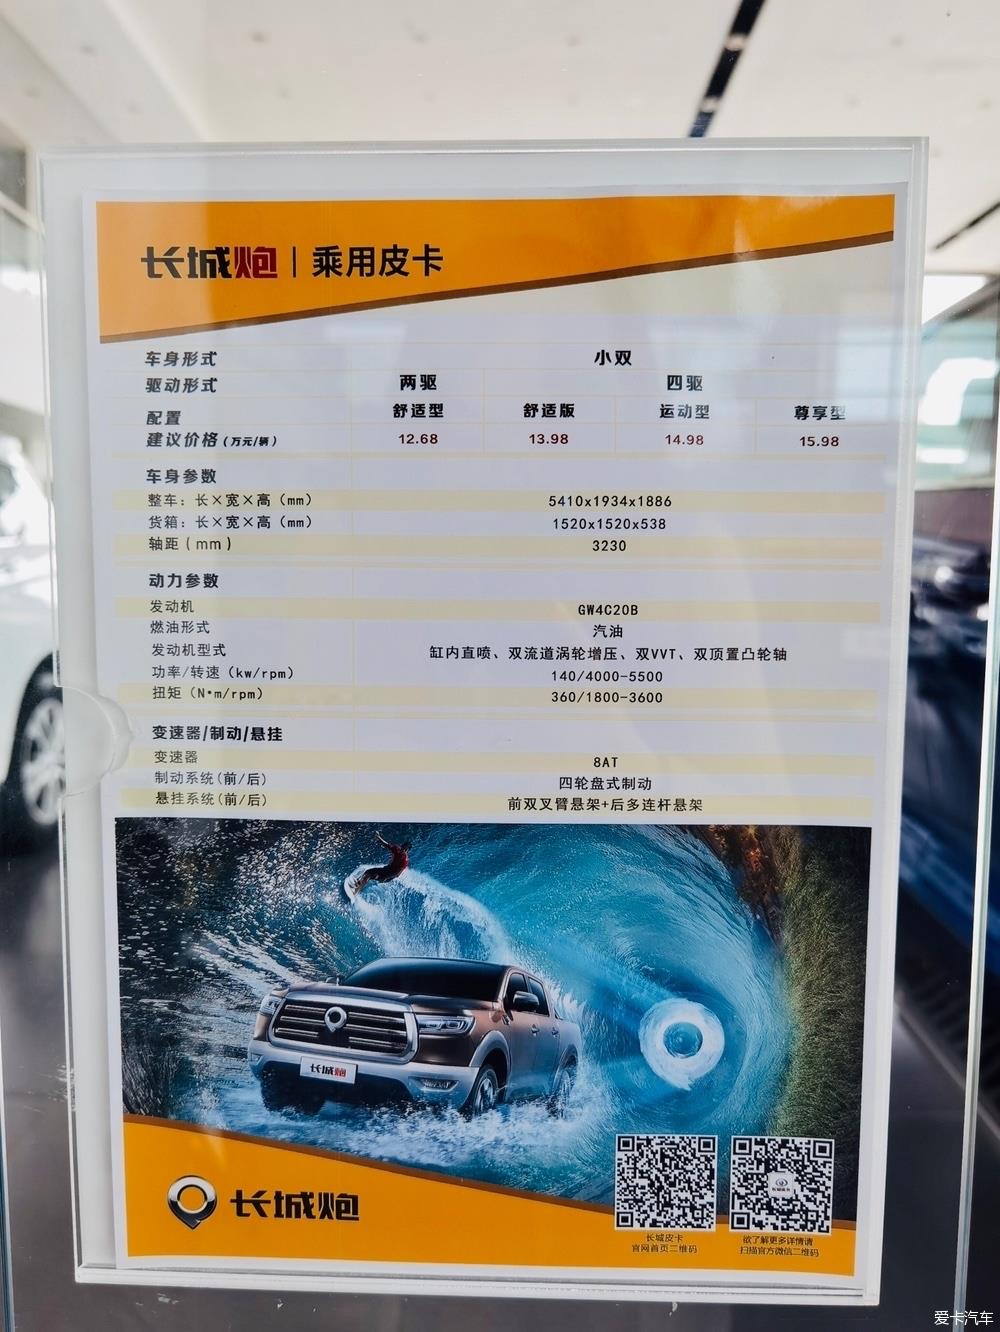 长城炮 | 乘用皮卡
车身形式 小双
驱动形式 两驱 四驱
配置 舒适型 舒适版 运动型 尊享型
建议价格(万元/辆) 12.68 13.98 14.98 15.98
车身参数
整车：长×宽×高（mm） 5410x1934x1886
货箱：长×宽×高（mm） 1520x1520x538
轴距(mm) 3230
动力参数
发动机 GW4C20B
燃油形式 汽油
发动机型式 缸内直喷、双流道涡轮增压、双VVT、双顶置凸轮轴
功率/转速（kw/rpm） 140/4000-5500
扭矩（N•m/rpm） 360/1800-3600
变速器/制动/悬挂
变速器 8AT
制动系统(前/后) 四轮盘式制动
悬挂系统(前/后) 前双叉臂悬架+后多连杆悬架
长城炮
长城炮
长城皮卡
官网首页二维码
欲了解更多详情请
扫描官方微信二维码
爱卡汽车